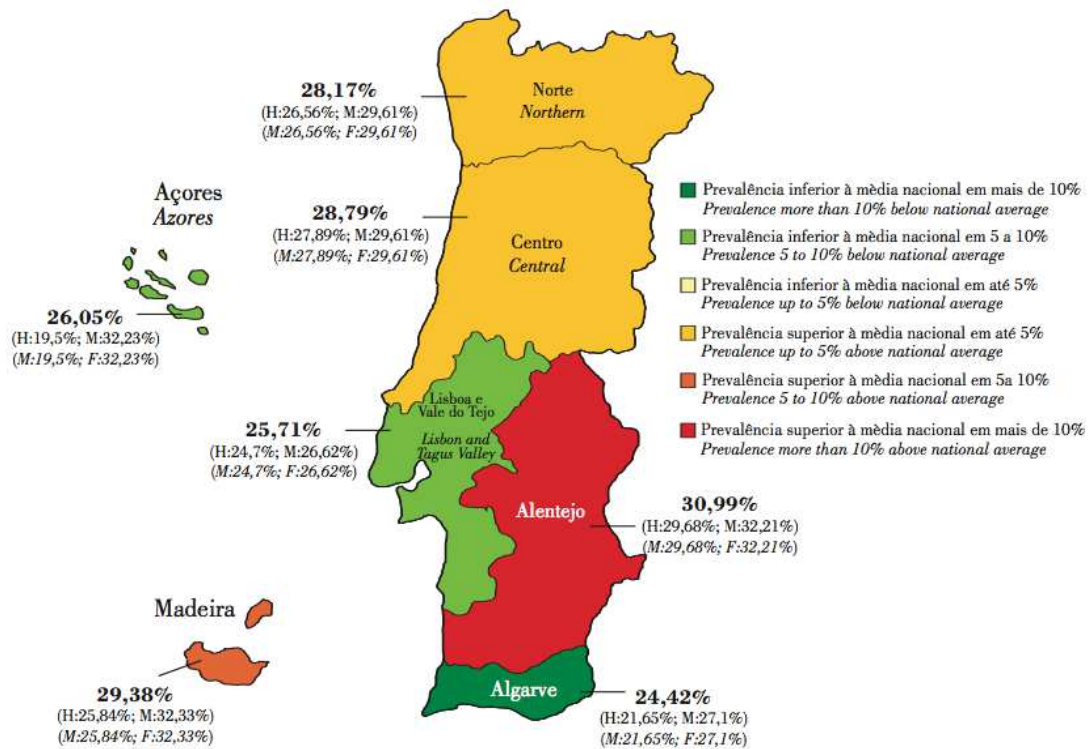 28,17%
(H:26,56%; M:29,61%)
(M:26,56%; F:29,61%)
Norte
Northern
Açores
Azores
28,79%
(H:27,89%; M:29,61%)
(M:27,89%; F:29,61%)
Centro
Central
26,05%
(H:19,5%; M:32,23%)
(M:19,5%; F:32,23%)
Prevalência inferior à mèdia nacional em mais de 10%
Prevalence more than 10% below national average
Prevalência inferior à mèdia nacional em 5 a 10%
Prevalence 5 to 10% below national average
Prevalência inferior à mèdia nacional em até 5%
Prevalence up to 5% below national average
Prevalência superior à mèdia nacional em até 5%
Prevalence up to 5% above national average
Prevalência superior à mèdia nacional em 5a 10%
Prevalence 5 to 10% above national average
Prevalência superior à mèdia nacional em mais de 10%
Prevalence more than 10% above national average
Lisboa e
Vale do Tejo
Lisbon and
Tagus Valley
25,71%
(H:24,7%; M:26,62%)
(M:24,7%; F:26,62%)
Alentejo
30,99%
(H:29,68%; M:32,21%)
(M:29,68%; F:32,21%)
Madeira
29,38%
(H:25,84%; M:32,33%)
(M:25,84%; F:32,33%)
Algarve
24,42%
(H:21,65%; M:27,1%)
(M:21,65%; F:27,1%)